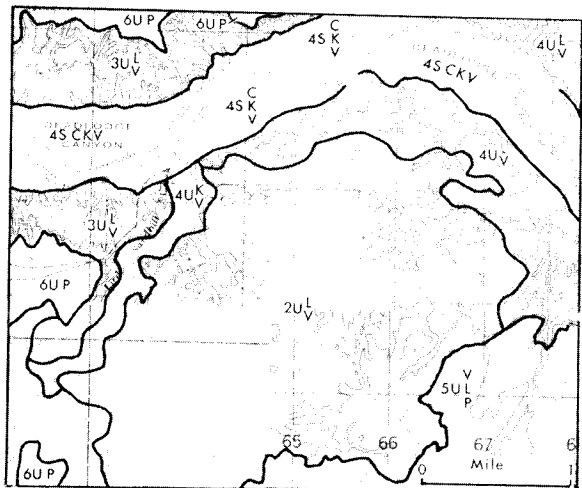 6U P
6U P
C
4S K
V
4U L
V
3U L
V
4S CKV
C
4S K
V
4S CKV
CANYON
4U V
4U K
V
3U L
V
6U P
2U L
V
V
5U L
P
65
66
67
6
6U P
0
Mile
1